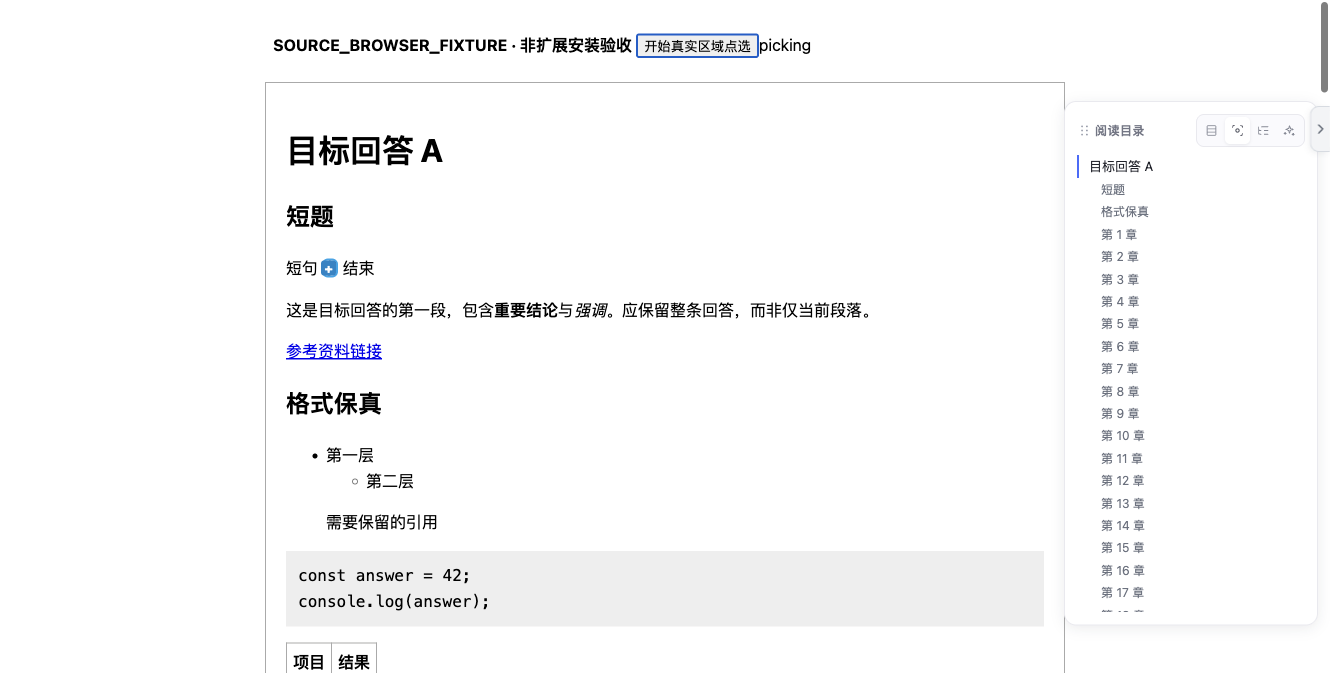 SOURCE_BROWSER_FIXTURE · 非扩展安装验收 开始真实区域点选picking
目标回答 A
短题
短句 结束
这是目标回答的第一段，包含重要结论与强调。应保留整条回答，而非仅当前段落。
参考资料链接
格式保真
第一层
第二层
需要保留的引用
const answer = 42;
console.log(answer);
项目 结果
阅读目录
目标回答 A
短题
格式保真
第 1 章
第 2 章
第 3 章
第 4 章
第 5 章
第 6 章
第 7 章
第 8 章
第 9 章
第 10 章
第 11 章
第 12 章
第 13 章
第 14 章
第 15 章
第 16 章
第 17 章